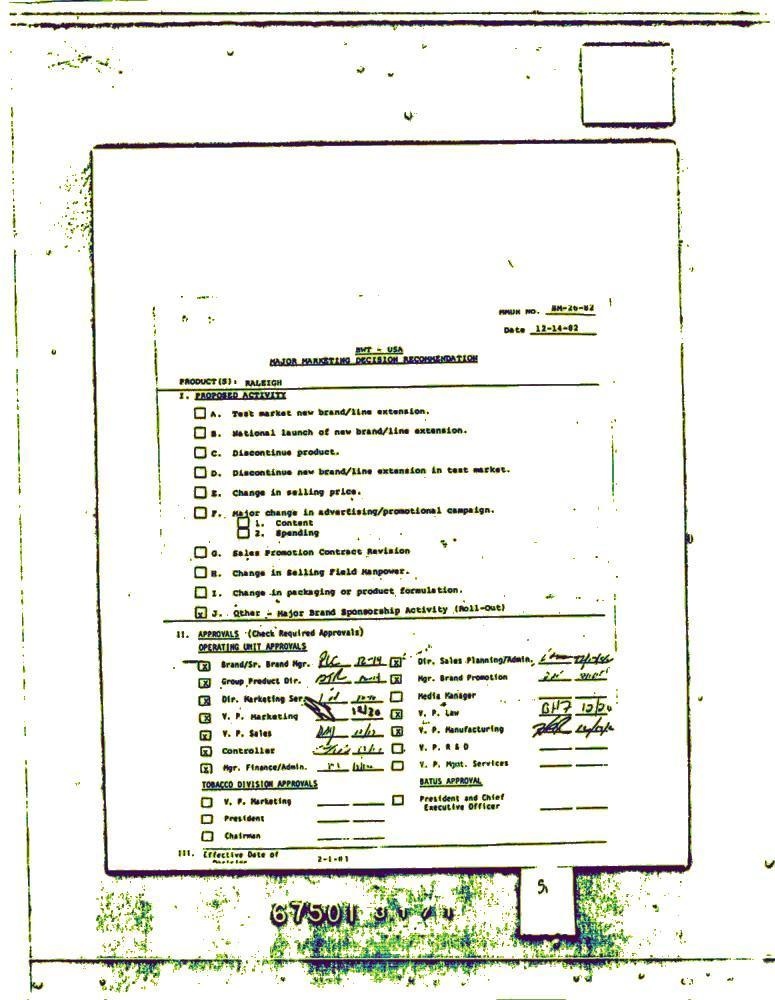 MMDR NO. BM-26-82
Date 12-14-82
BWT - USA
MAJOR MARKETING DECISION RECOMMENDATION
PRODUCT(S): RALEIGH
I. PROPOSED ACTIVITY
A. Test market new brand/line extension.
B. National launch of new brand/line extension.
C. Discontinue product.
D. Discontinue new brand/line extension in test market.
E. Change in selling price.
F. Major change in advertising/promotional campaign.
1. Content
2. Spending
G. Sales Promotion Contract Revision
H. Change in Selling Field Manpower.
I. Change in packaging or product formulation.
x J. Other - Major Brand Sponsorship Activity (Roll-Out)
II. APPROVALS (Check Required Approvals)
OPERATING UNIT APPROVALS
x Brand/Sr. Brand Mgr. 12-14 x Dir. Sales Planning/Admin.
x Group Product Dir. x Mgr. Brand Promotion
x Dir. Marketing Ser. Media Manager
x V. P. Marketing 12/20 x V. P. Law 12/20
x V. P. Sales x V. P. Manufacturing
x Controller V. P. R & D
x Mgr. Finance/Admin. V. P. Mgmt. Services
TOBACCO DIVISION APPROVALS BATUS APPROVAL
V. P. Marketing President and Chief
Executive Officer
President
Chairman
III. Effective Date of 2-1-83
67501